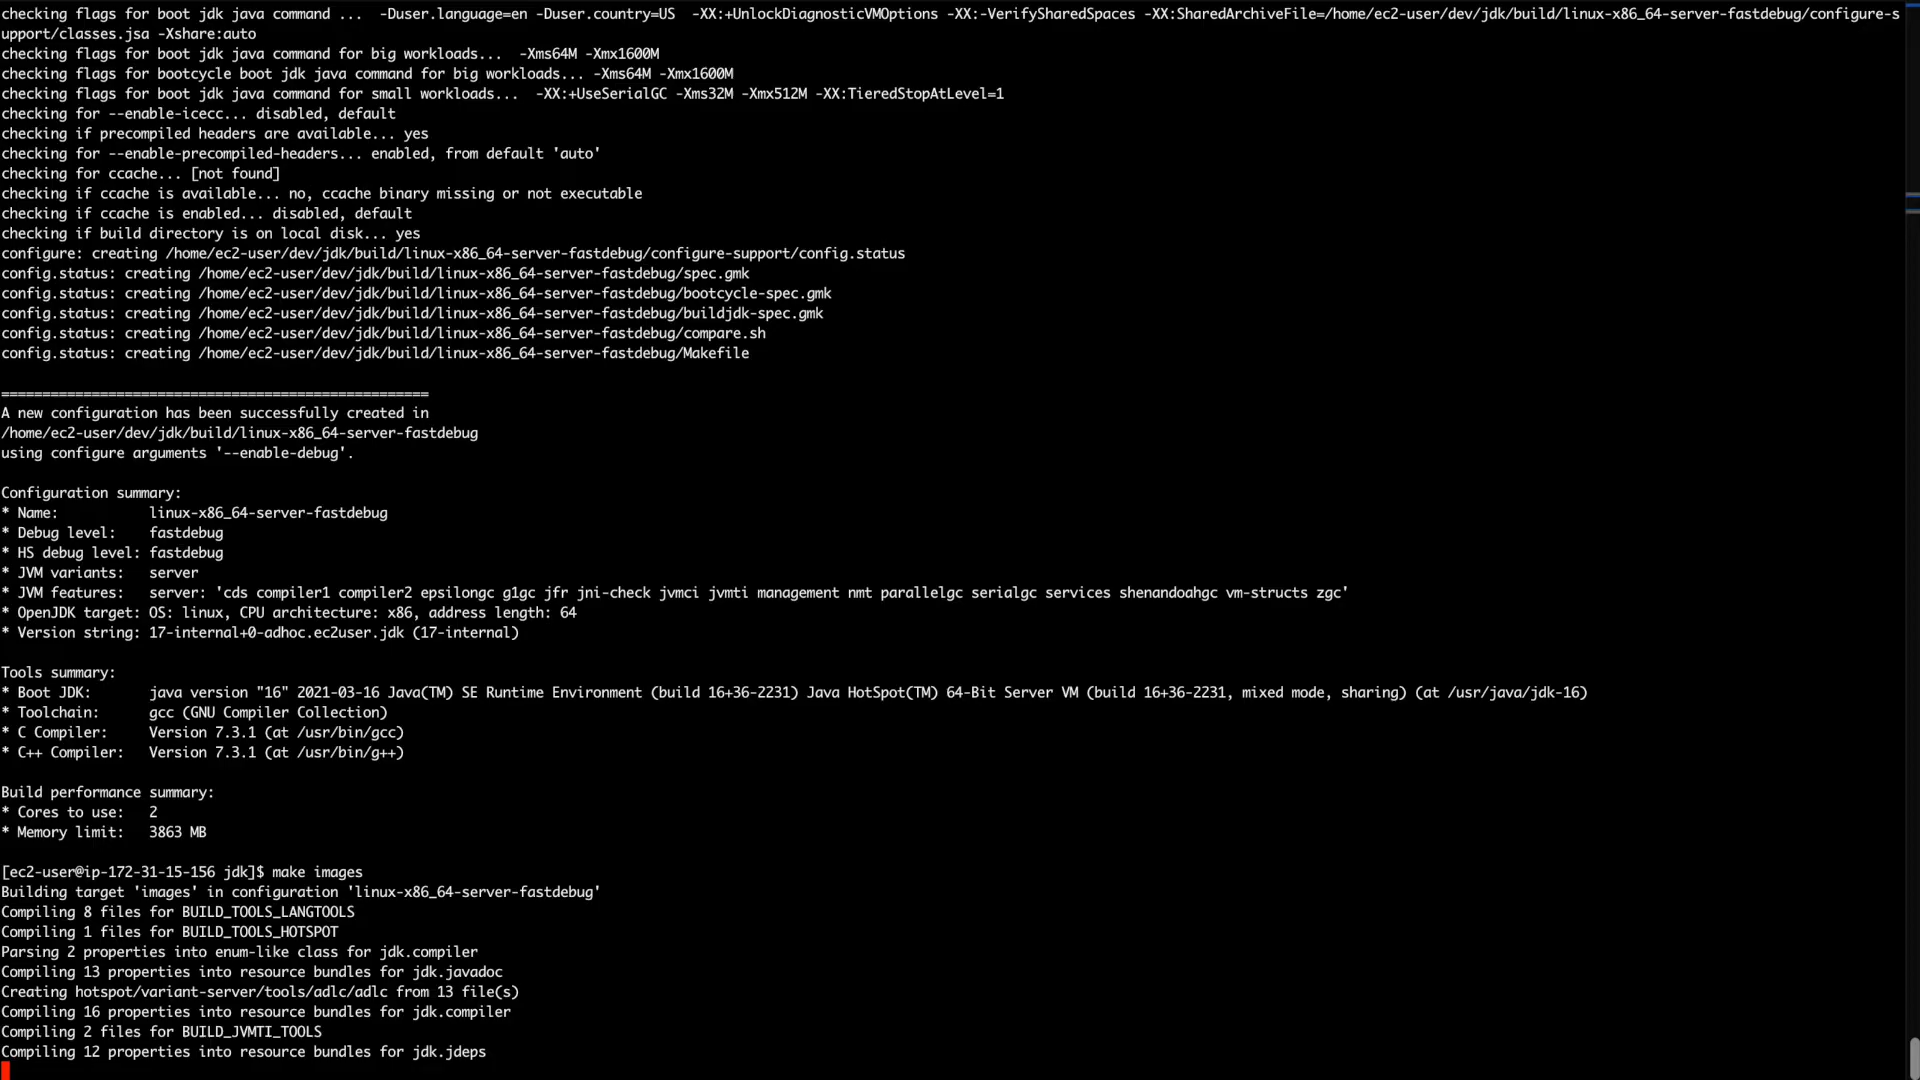 checking flags for boot jdk java command ...  -Duser.language=en -Duser.country=US  -XX:+UnlockDiagnosticVMOptions -XX:-VerifySharedSpaces -XX:SharedArchiveFile=/home/ec2-user/dev/jdk/build/linux-x86_64-server-fastdebug/configure-s
upport/classes.jsa -Xshare:auto
checking flags for boot jdk java command for big workloads...  -Xms64M -Xmx1600M
checking flags for bootcycle boot jdk java command for big workloads... -Xms64M -Xmx1600M
checking flags for boot jdk java command for small workloads...  -XX:+UseSerialGC -Xms32M -Xmx512M -XX:TieredStopAtLevel=1
checking for --enable-icecc... disabled, default
checking if precompiled headers are available... yes
checking for --enable-precompiled-headers... enabled, from default 'auto'
checking for ccache... [not found]
checking if ccache is available... no, ccache binary missing or not executable
checking if ccache is enabled... disabled, default
checking if build directory is on local disk... yes
configure: creating /home/ec2-user/dev/jdk/build/linux-x86_64-server-fastdebug/configure-support/config.status
config.status: creating /home/ec2-user/dev/jdk/build/linux-x86_64-server-fastdebug/spec.gmk
config.status: creating /home/ec2-user/dev/jdk/build/linux-x86_64-server-fastdebug/bootcycle-spec.gmk
config.status: creating /home/ec2-user/dev/jdk/build/linux-x86_64-server-fastdebug/buildjdk-spec.gmk
config.status: creating /home/ec2-user/dev/jdk/build/linux-x86_64-server-fastdebug/compare.sh
config.status: creating /home/ec2-user/dev/jdk/build/linux-x86_64-server-fastdebug/Makefile
====================================================
A new configuration has been successfully created in
/home/ec2-user/dev/jdk/build/linux-x86_64-server-fastdebug
using configure arguments '--enable-debug'.
Configuration summary:
* Name:           linux-x86_64-server-fastdebug
* Debug level:    fastdebug
* HS debug level: fastdebug
* JVM variants:   server
* JVM features:   server: 'cds compiler1 compiler2 epsilongc g1gc jfr jni-check jvmci jvmti management nmt parallelgc serialgc services shenandoahgc vm-structs zgc'
* OpenJDK target: OS: linux, CPU architecture: x86, address length: 64
* Version string: 17-internal+0-adhoc.ec2user.jdk (17-internal)
Tools summary:
* Boot JDK:       java version "16" 2021-03-16 Java(TM) SE Runtime Environment (build 16+36-2231) Java HotSpot(TM) 64-Bit Server VM (build 16+36-2231, mixed mode, sharing) (at /usr/java/jdk-16)
* Toolchain:      gcc (GNU Compiler Collection)
* C Compiler:     Version 7.3.1 (at /usr/bin/gcc)
* C++ Compiler:   Version 7.3.1 (at /usr/bin/g++)
Build performance summary:
* Cores to use:   2
* Memory limit:   3863 MB
[ec2-user@ip-172-31-15-156 jdk]$ make images
Building target 'images' in configuration 'linux-x86_64-server-fastdebug'
Compiling 8 files for BUILD_TOOLS_LANGTOOLS
Compiling 1 files for BUILD_TOOLS_HOTSPOT
Parsing 2 properties into enum-like class for jdk.compiler
Compiling 13 properties into resource bundles for jdk.javadoc
Creating hotspot/variant-server/tools/adlc/adlc from 13 file(s)
Compiling 16 properties into resource bundles for jdk.compiler
Compiling 2 files for BUILD_JVMTI_TOOLS
Compiling 12 properties into resource bundles for jdk.jdeps